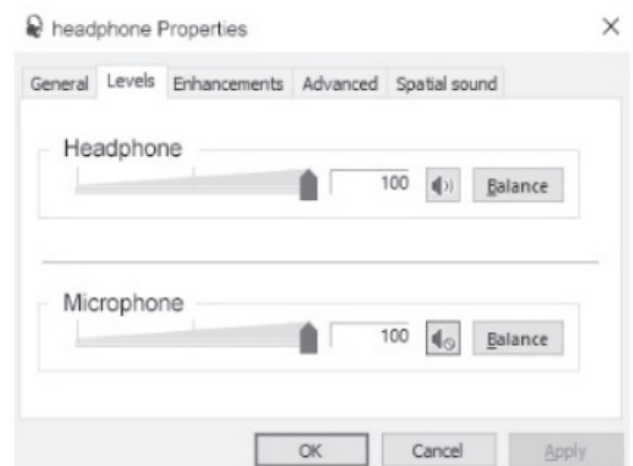 headphone Properties
General Levels Enhancements Advanced Spatial sound
Headphone
100 Balance
Microphone
100 Balance
OK Cancel Apply